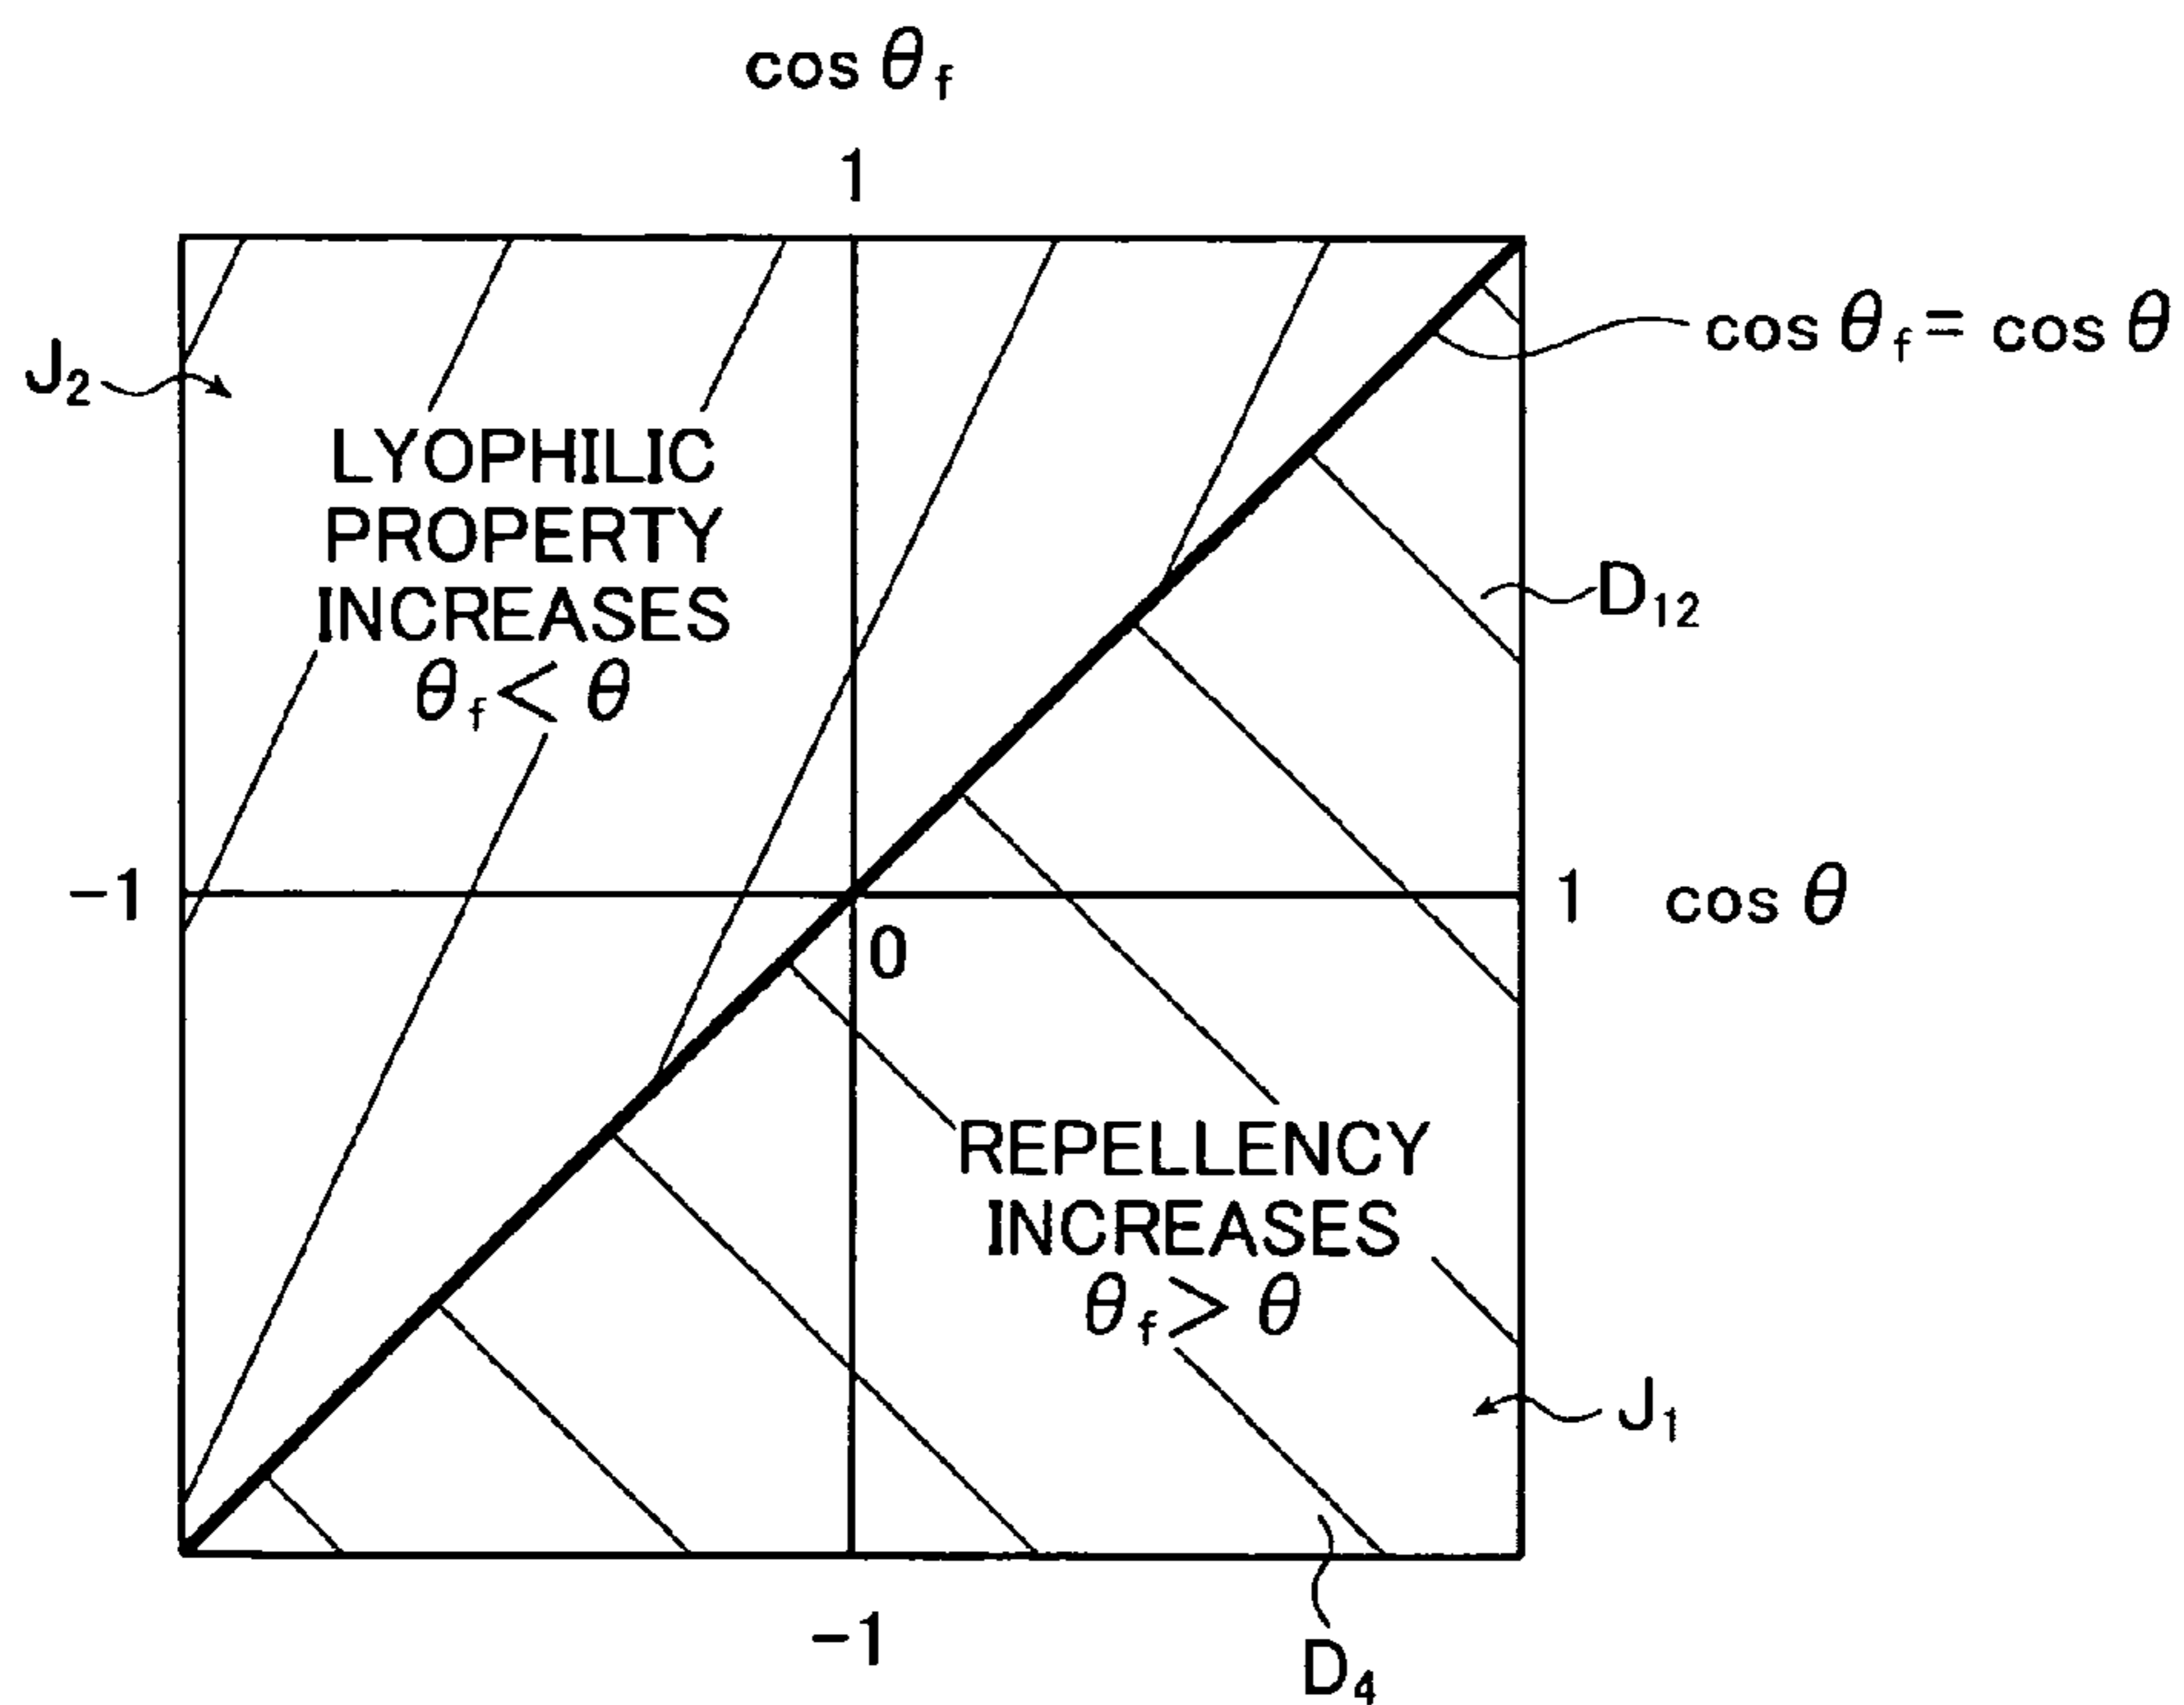 cos θf
1
cos θf = cos θ
J2
LYOPHILIC
PROPERTY
INCREASES
θf < θ
D12
-1
1
cos θ
0
REPELLENCY
INCREASES
θf > θ
J1
-1
D4